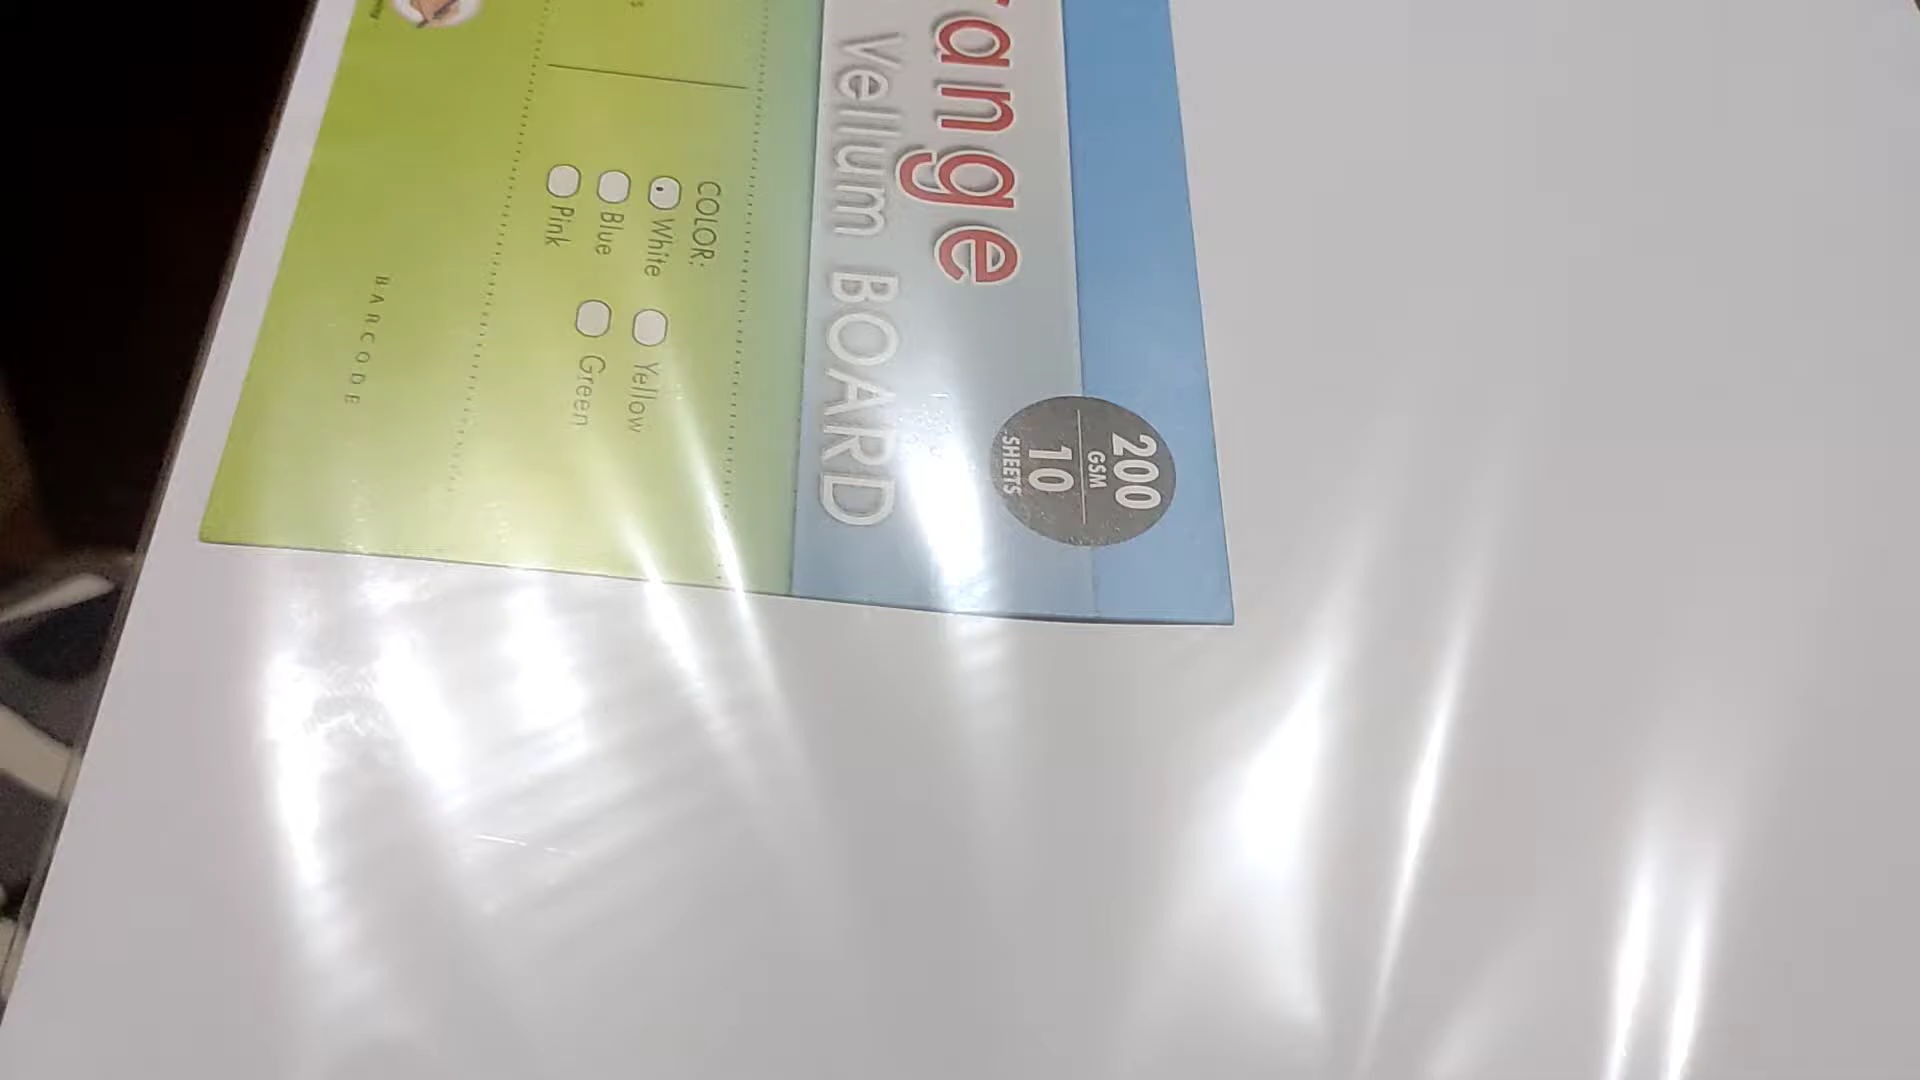 ange
Vellum BOARD
200
GSM
10
SHEETS
COLOR:
White Yellow
Blue Green
Pink
BARCODE